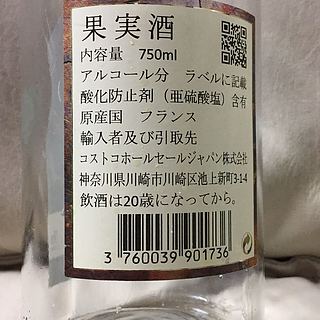 果実酒
内容量 750ml
アルコール分 ラベルに記載
酸化防止剤（亜硫酸塩）含有
原産国 フランス
輸入者及び引取先
コストコホールセールジャパン株式会社
神奈川県川崎市川崎区池上新町3-1-4
飲酒は20歳になってから。
3 760039 901736